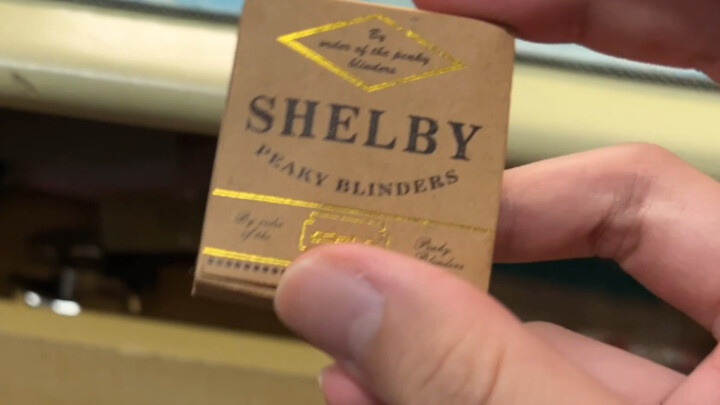 By
order of the peaky
blinders
SHELBY
PEAKY BLINDERS
By order
of the
Peaky
Blinders